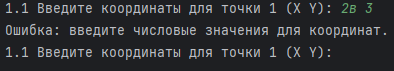 1.1 Введите координаты для точки 1 (X Y): 2в 3
Ошибка: введите числовые значения для координат.
1.1 Введите координаты для точки 1 (X Y):